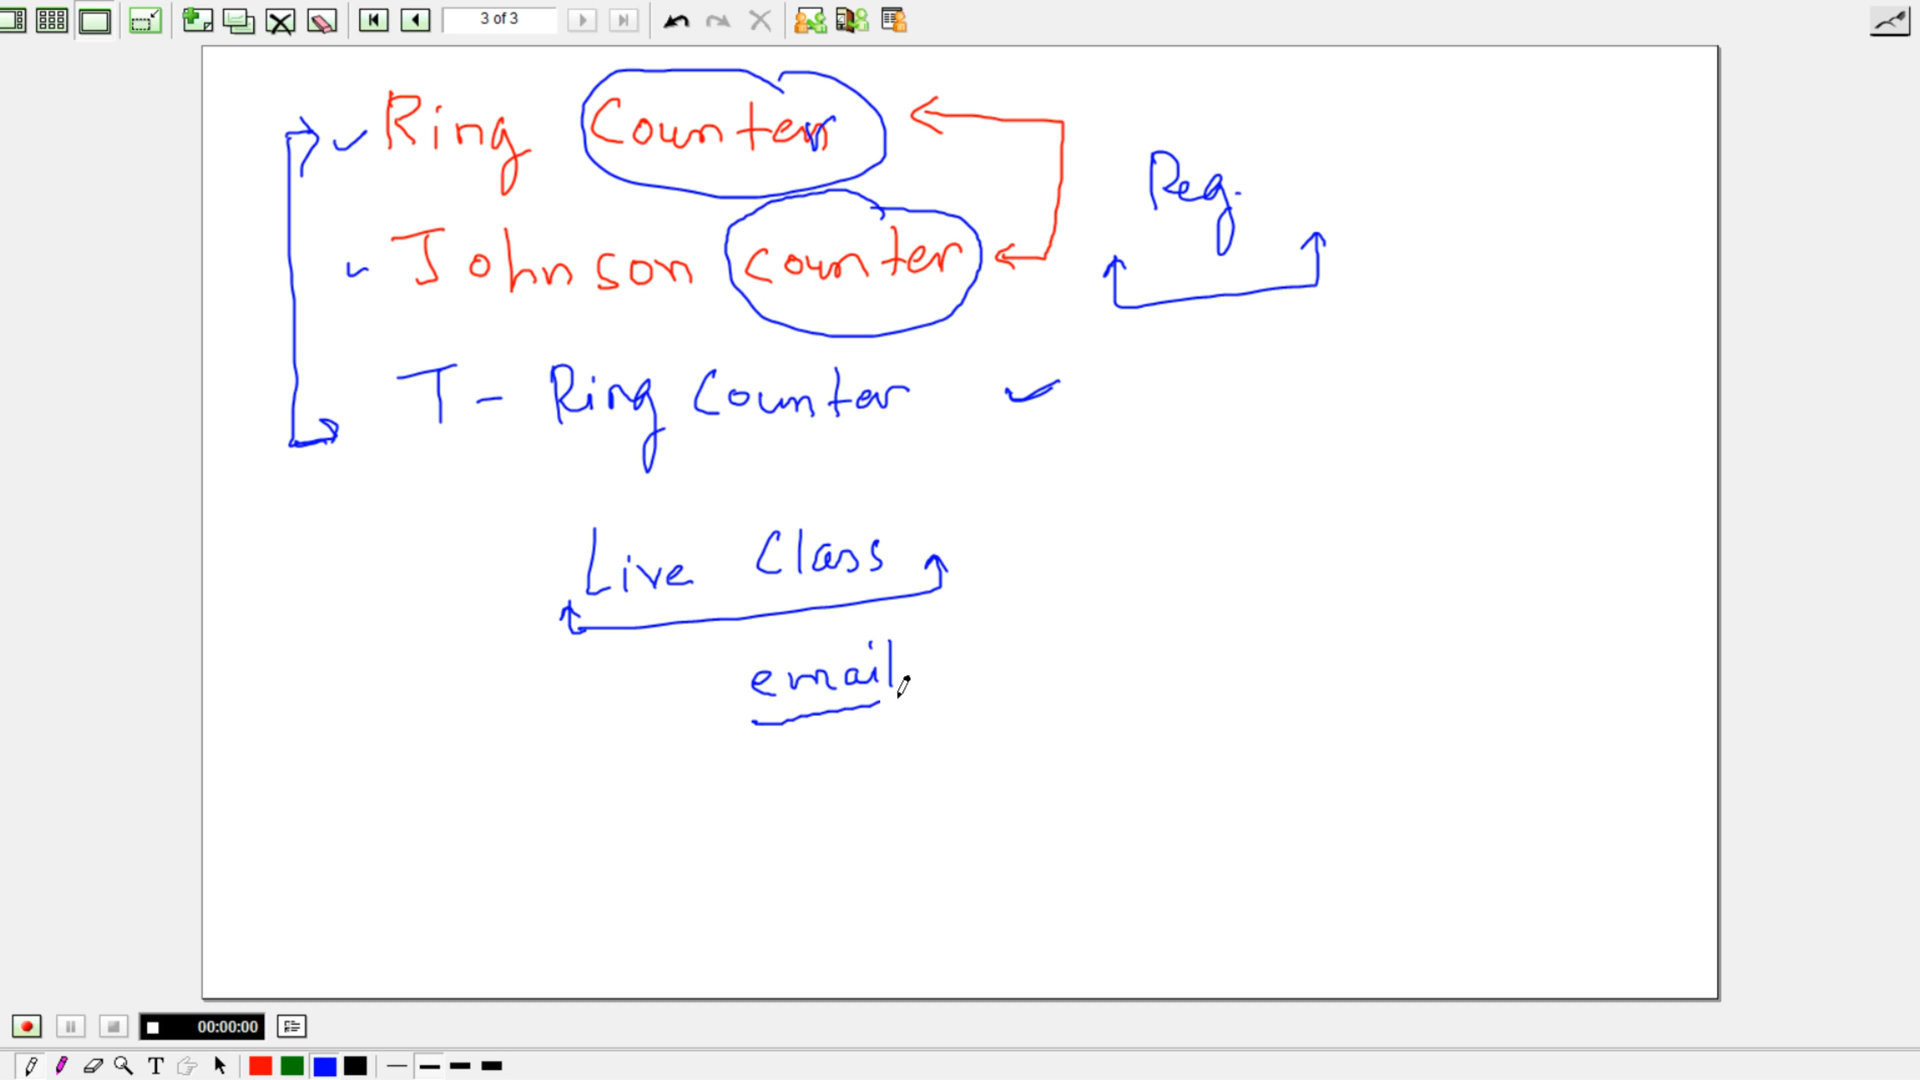 3 of 3
Ring Counter
Reg.
Johnson Counter
T - Ring Counter
Live Class
email
00:00:00
T